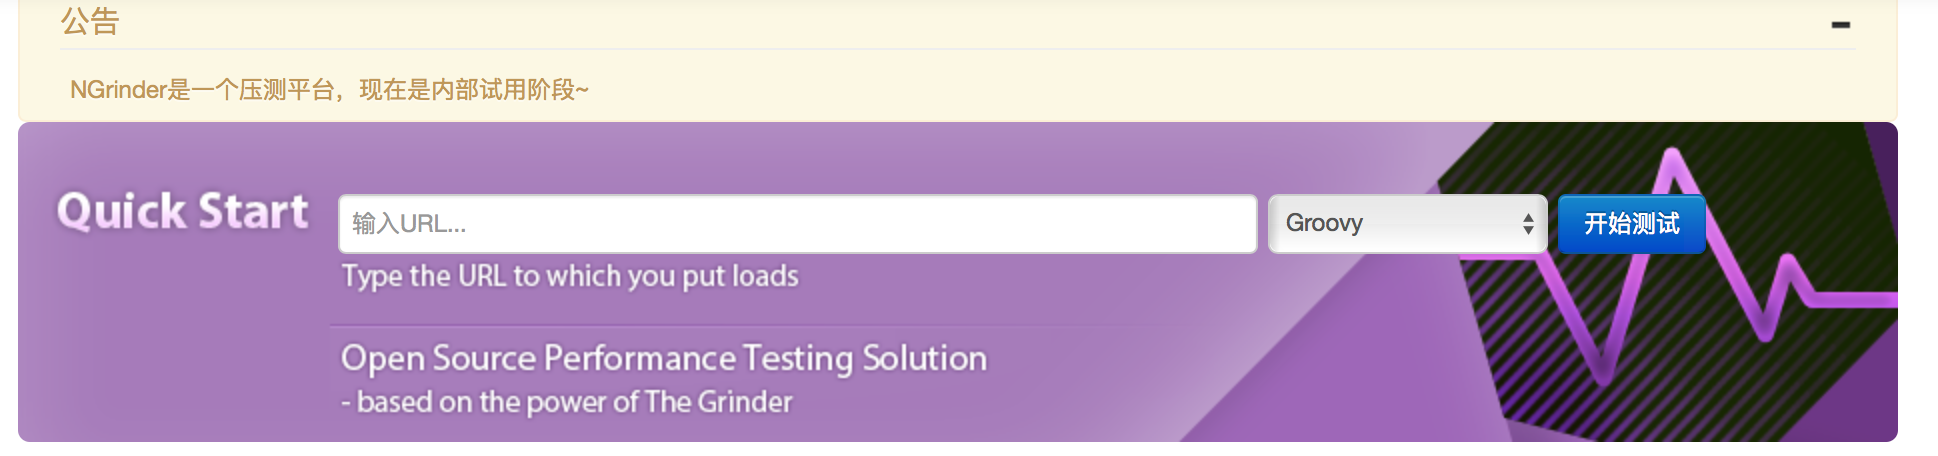 公告
NGrinder是一个压测平台，现在是内部试用阶段~
Quick Start
输入URL...
Groovy
开始测试
Type the URL to which you put loads
Open Source Performance Testing Solution
- based on the power of The Grinder